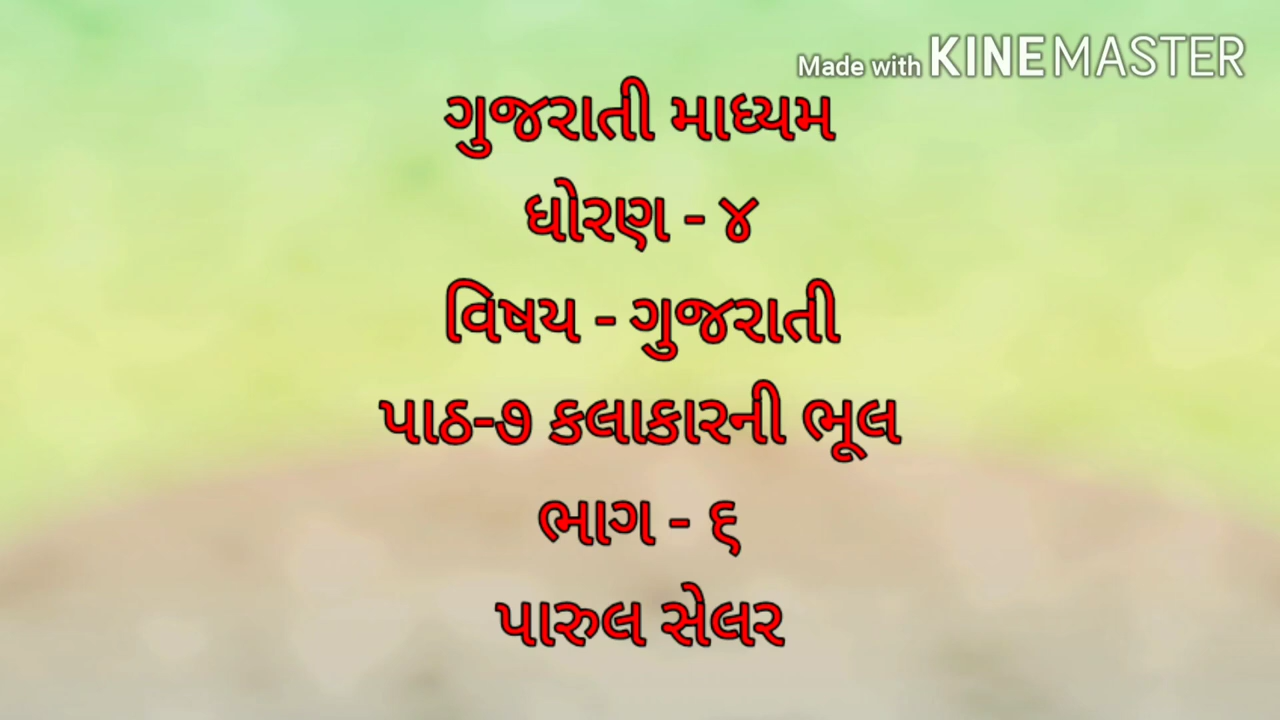 Made with KINEMASTER
ગુજરાતી માધ્યમ
ધોરણ - ૪
વિષય - ગુજરાતી
પાઠ-૭ કલાકારની ભૂલ
ભાગ - ૬
પારુલ સેલર